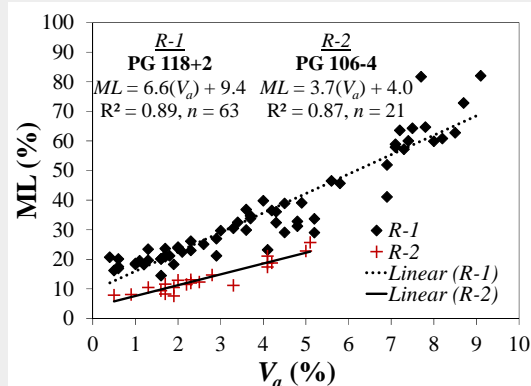 R-1 R-2
PG 118+2 PG 106-4
ML = 6.6(Va) + 9.4 ML = 3.7(Va) + 4.0
R² = 0.89, n = 63 R² = 0.87, n = 21
100
90
80
70
60
50
40
30
20
10
0
ML (%)
R-1
R-2
Linear (R-1)
Linear (R-2)
0 1 2 3 4 5 6 7 8 9 10
Va (%)